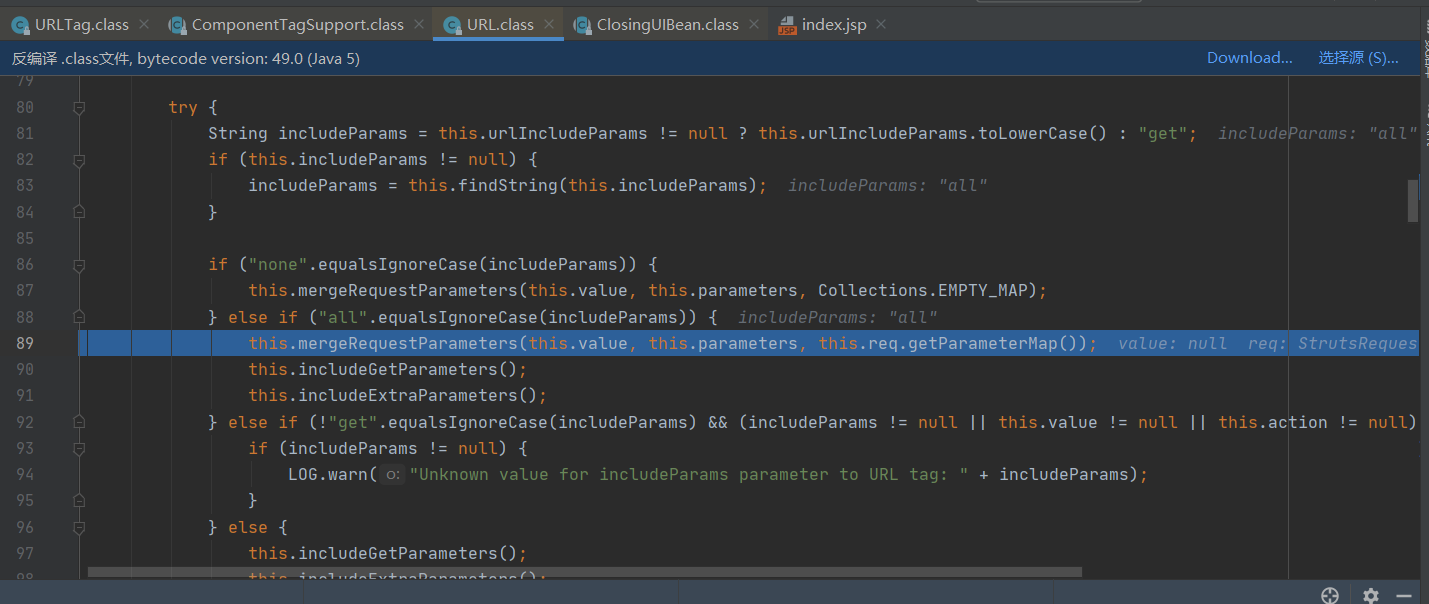 URLTag.class ComponentTagSupport.class URL.class ClosingUIBean.class index.jsp
反编译 .class文件, bytecode version: 49.0 (Java 5) Download... 选择源 (S)...
79
80 try {
81 String includeParams = this.urlIncludeParams != null ? this.urlIncludeParams.toLowerCase() : "get"; includeParams: "all"
82 if (this.includeParams != null) {
83 includeParams = this.findString(this.includeParams); includeParams: "all"
84 }
85
86 if ("none".equalsIgnoreCase(includeParams)) {
87 this.mergeRequestParameters(this.value, this.parameters, Collections.EMPTY_MAP);
88 } else if ("all".equalsIgnoreCase(includeParams)) { includeParams: "all"
89 this.mergeRequestParameters(this.value, this.parameters, this.req.getParameterMap()); value: null req: StrutsReques
90 this.includeGetParameters();
91 this.includeExtraParameters();
92 } else if (!"get".equalsIgnoreCase(includeParams) && (includeParams != null || this.value != null || this.action != null)
93 if (includeParams != null) {
94 LOG.warn( o: "Unknown value for includeParams parameter to URL tag: " + includeParams);
95 }
96 } else {
97 this.includeGetParameters();
98 this.includeExtraParameters();